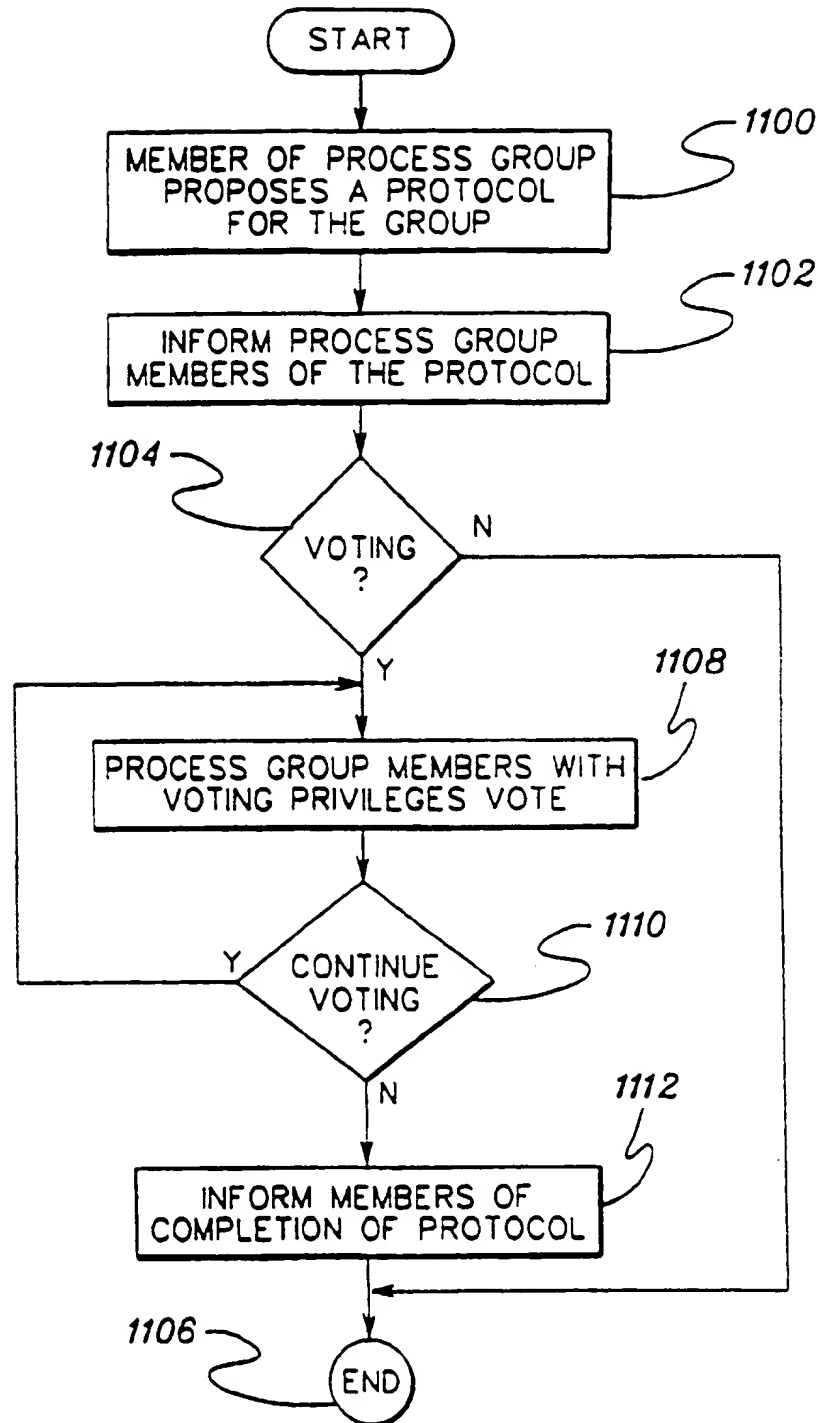 START
MEMBER OF PROCESS GROUP
PROPOSES A PROTOCOL
FOR THE GROUP
1100
INFORM PROCESS GROUP
MEMBERS OF THE PROTOCOL
1102
1104
VOTING
?
N
Y
1108
PROCESS GROUP MEMBERS WITH
VOTING PRIVILEGES VOTE
Y
CONTINUE
VOTING
?
1110
N
1112
INFORM MEMBERS OF
COMPLETION OF PROTOCOL
1106
END